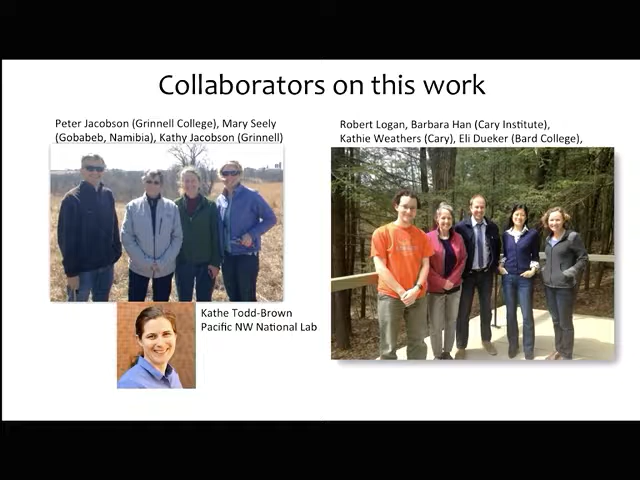 Collaborators on this work
Peter Jacobson (Grinnell College), Mary Seely
(Gobabeb, Namibia), Kathy Jacobson (Grinnell)
Robert Logan, Barbara Han (Cary Institute),
Kathie Weathers (Cary), Eli Dueker (Bard College),
Kathe Todd-Brown
Pacific NW National Lab